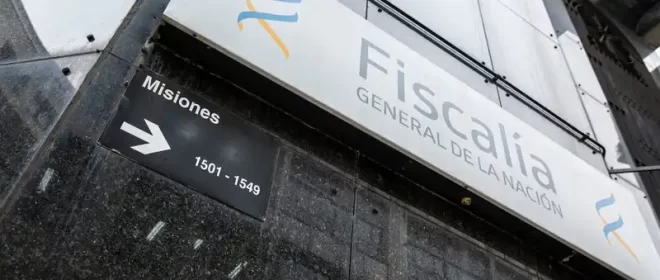 Misiones
1501 - 1549
Fiscalía
GENERAL DE LA NACIÓN